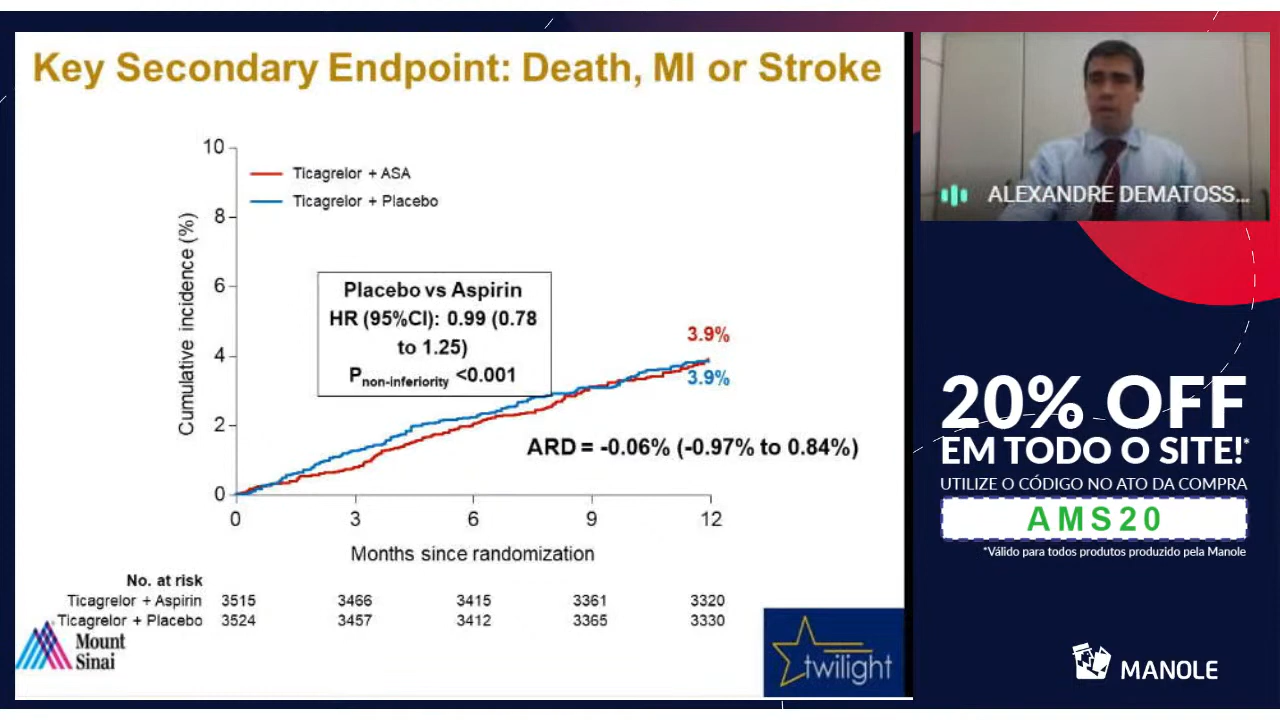 Key Secondary Endpoint: Death, MI or Stroke
10
8
6
4
2
0
Cumulative incidence (%)
Ticagrelor + ASA
Ticagrelor + Placebo
Placebo vs Aspirin
HR (95%CI): 0.99 (0.78
to 1.25)
Pnon-inferiority <0.001
3.9%
3.9%
ARD = -0.06% (-0.97% to 0.84%)
0 3 6 9 12
Months since randomization
No. at risk
Ticagrelor + Aspirin 3515 3466 3415 3361 3320
Ticagrelor + Placebo 3524 3457 3412 3365 3330
Mount
Sinai
twilight
ALEXANDRE DEMATOSS...
20% OFF
EM TODO O SITE!*
UTILIZE O CÓDIGO NO ATO DA COMPRA
AMS20
*Válido para todos produtos produzido pela Manole
MANOLE